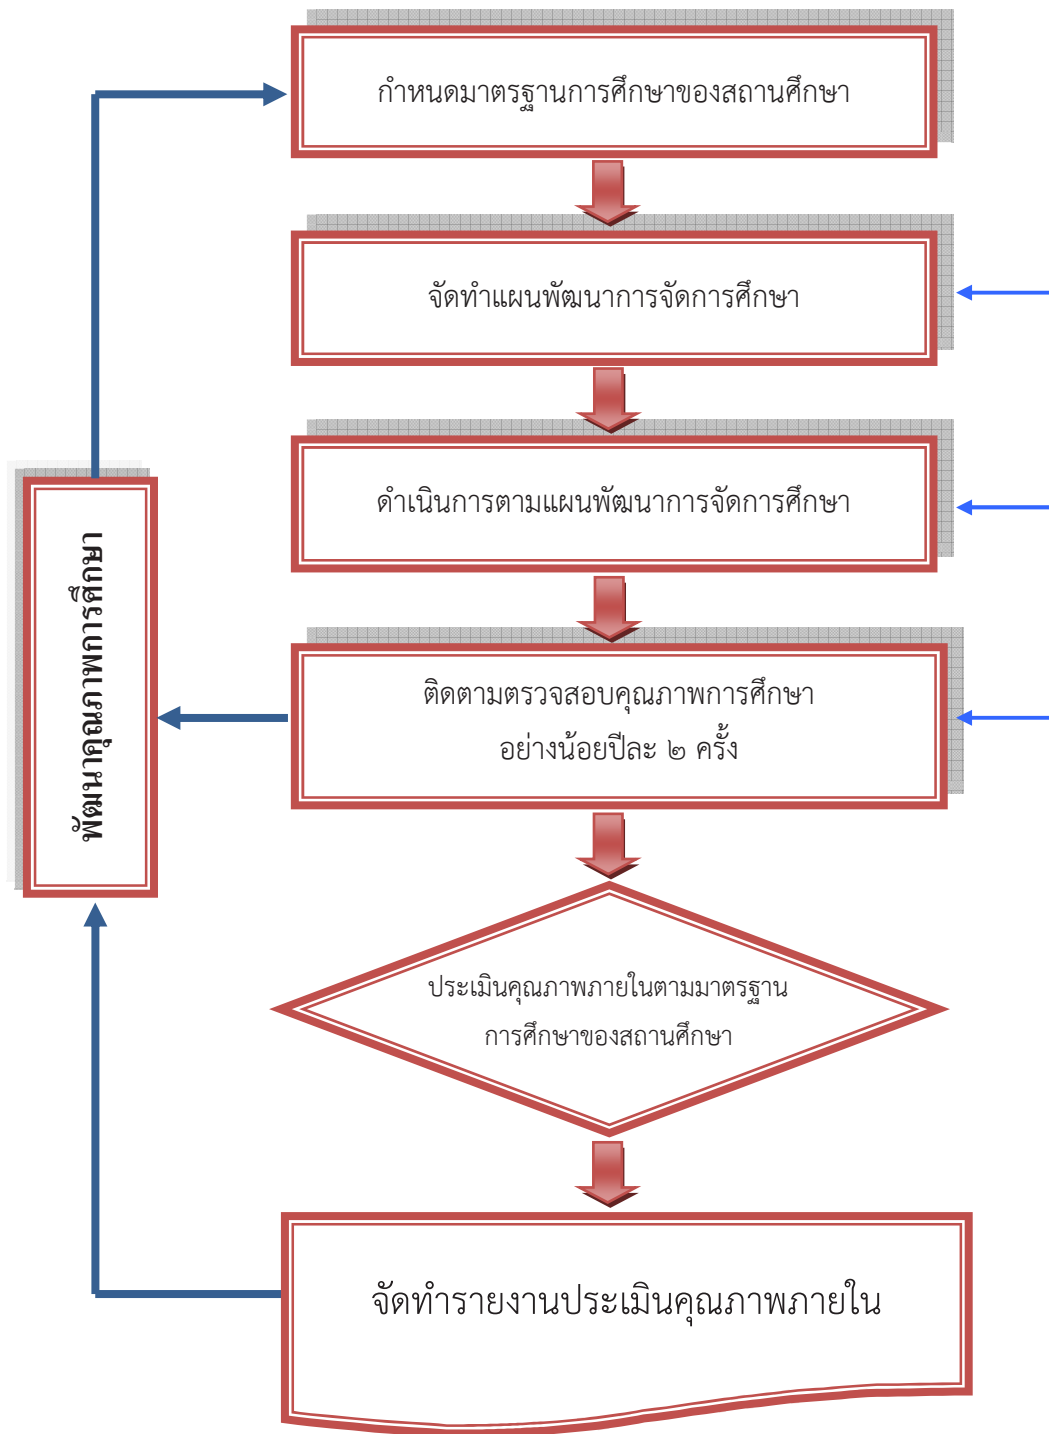 กำหนดมาตรฐานการศึกษาของสถานศึกษา
จัดทำแผนพัฒนาการจัดการศึกษา
ดำเนินการตามแผนพัฒนาการจัดการศึกษา
พัฒนาคุณภาพการศึกษา
ติดตามตรวจสอบคุณภาพการศึกษา
อย่างน้อยปีละ ๒ ครั้ง
ประเมินคุณภาพภายในตามมาตรฐาน
การศึกษาของสถานศึกษา
จัดทำรายงานประเมินคุณภาพภายใน